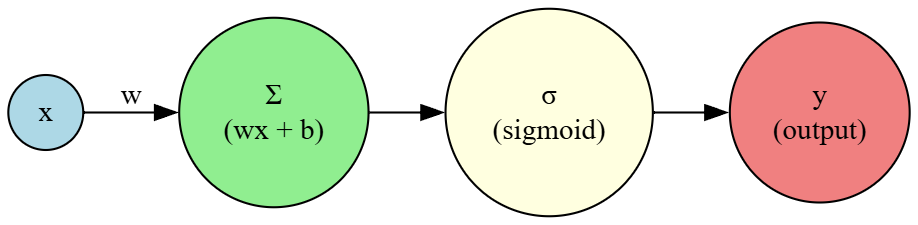 x
w
Σ
(wx + b)
σ
(sigmoid)
y
(output)